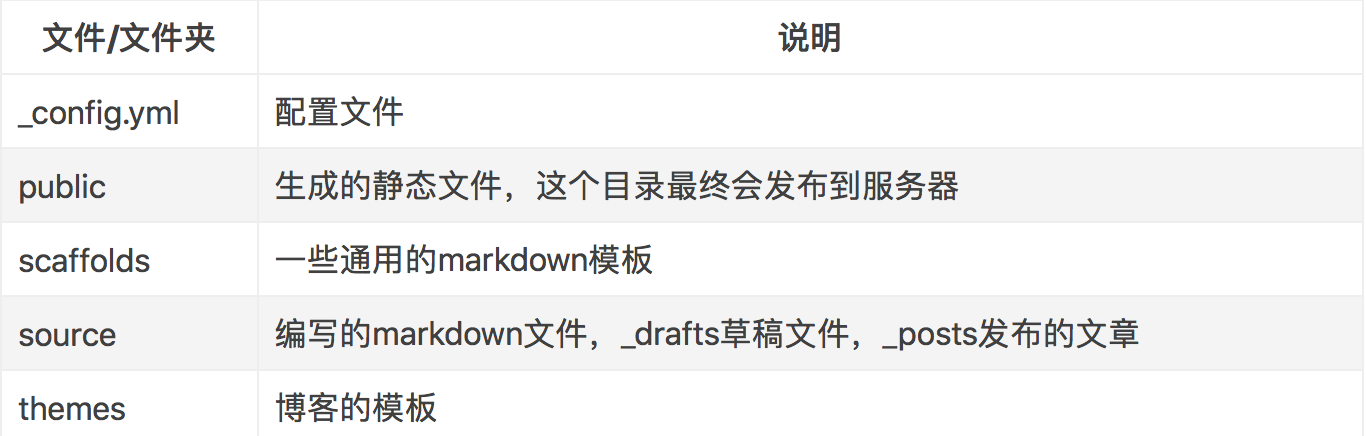 文件/文件夹 说明
_config.yml 配置文件
public 生成的静态文件，这个目录最终会发布到服务器
scaffolds 一些通用的markdown模板
source 编写的markdown文件，_drafts草稿文件，_posts发布的文章
themes 博客的模板